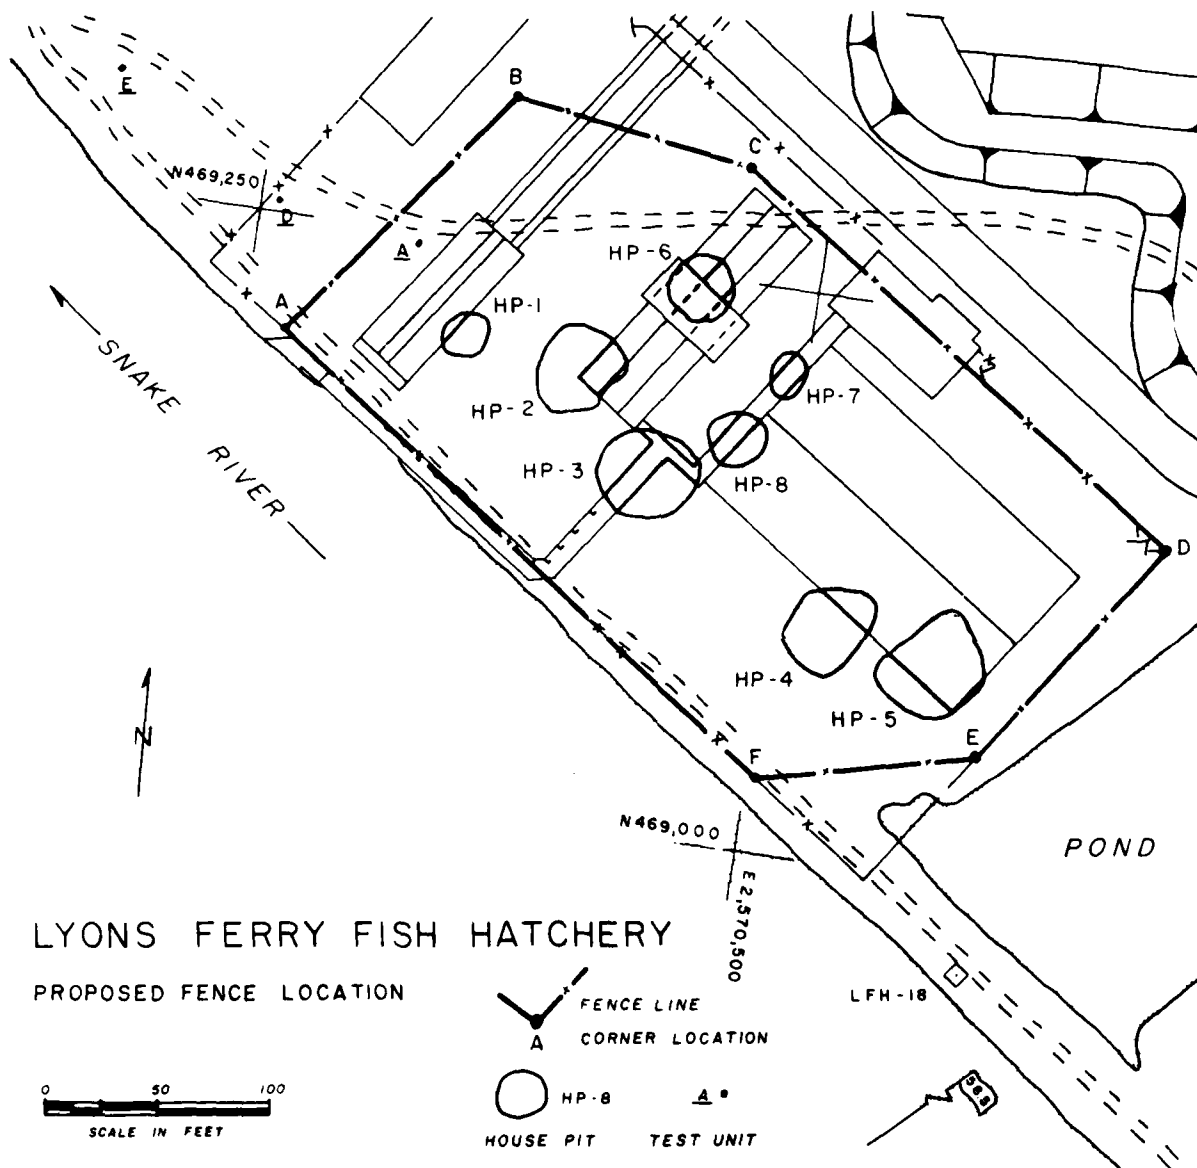 B
E
C
N469,250
D
A
HP-6
A
HP-1
SNAKE RIVER
HP-2
HP-7
HP-3
HP-8
D
N
HP-4
HP-5
E
F
N469,000
POND
E2,570,500
LYONS FERRY FISH HATCHERY
PROPOSED FENCE LOCATION
LFH-18
FENCE LINE
A
CORNER LOCATION
0 50 100
SCALE IN FEET
HP-8
A
HOUSE PIT
TEST UNIT
588